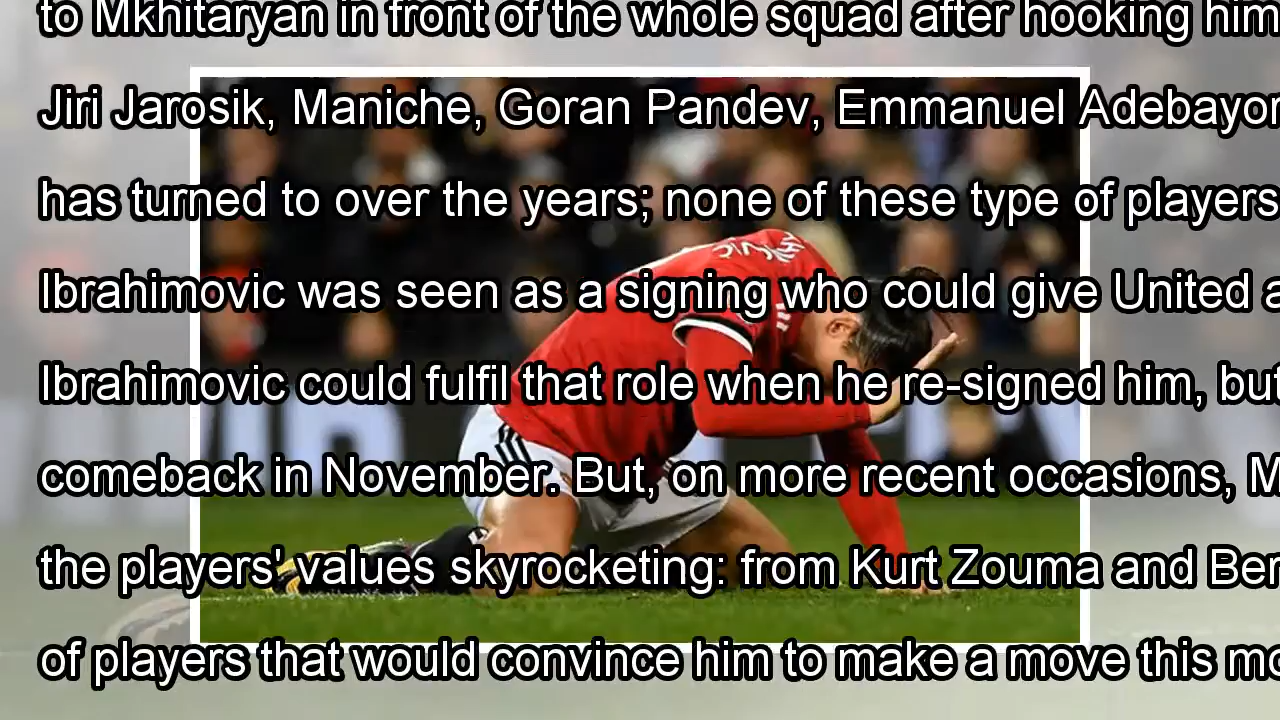 to Mkhitaryan in front of the whole squad after hooking him
Jiri Jarosik, Maniche, Goran Pandev, Emmanuel Adebayor
has turned to over the years; none of these type of players
Ibrahimovic was seen as a signing who could give United a
Ibrahimovic could fulfil that role when he re-signed him, but
comeback in November. But, on more recent occasions, M
the players' values skyrocketing: from Kurt Zouma and Ber
of players that would convince him to make a move this mo